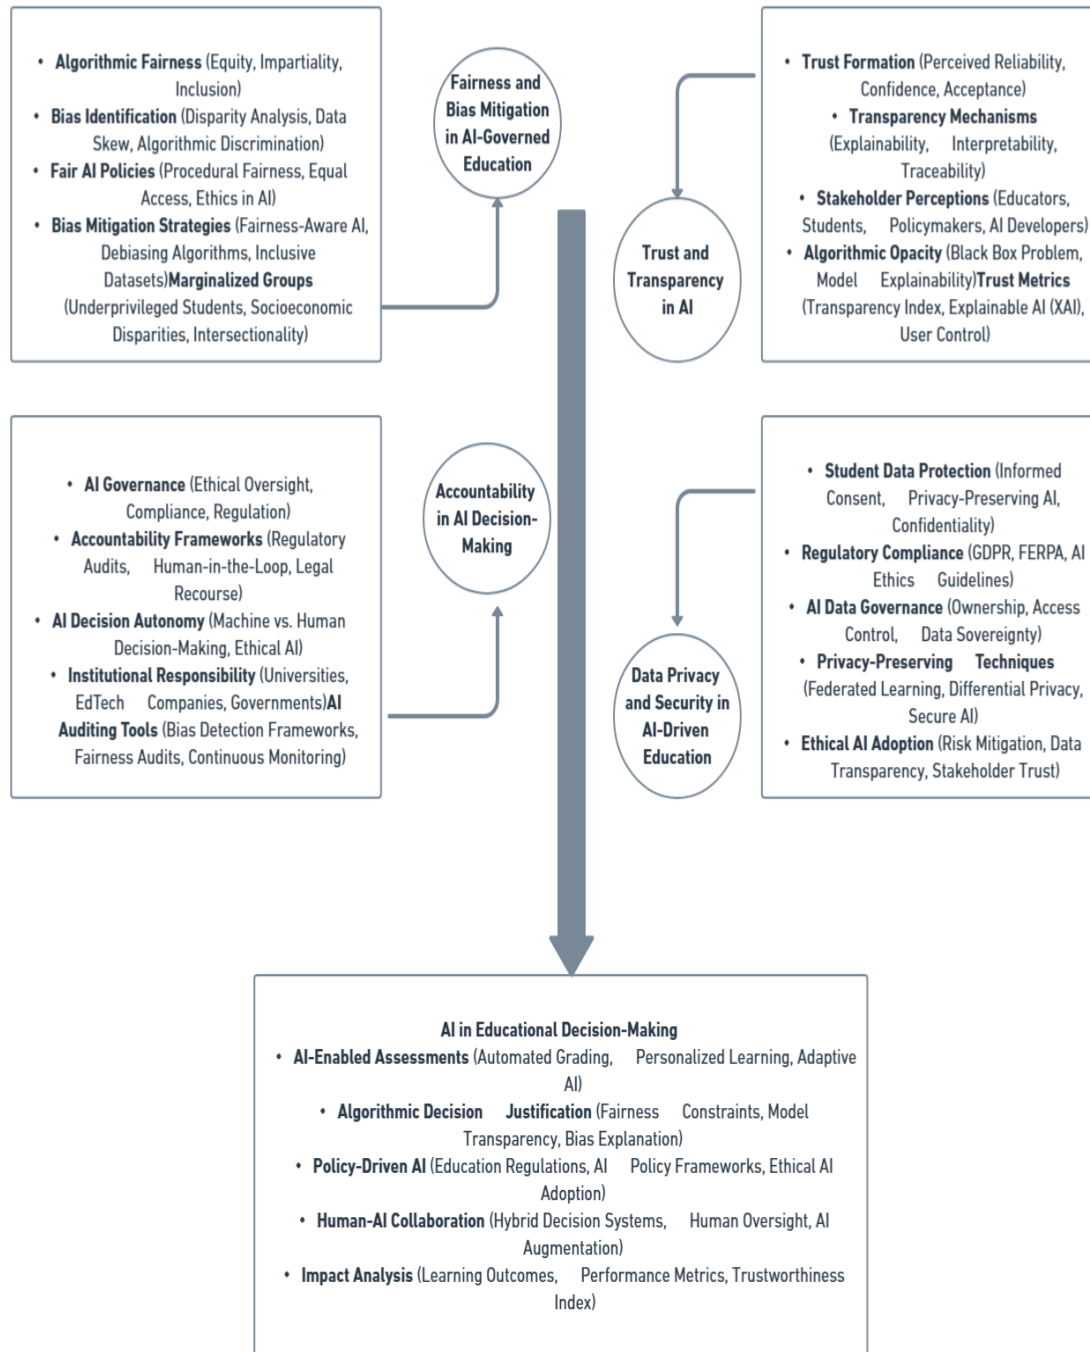 • Algorithmic Fairness (Equity, Impartiality,
Inclusion)
• Bias Identification (Disparity Analysis, Data
Skew, Algorithmic Discrimination)
• Fair AI Policies (Procedural Fairness, Equal
Access, Ethics in AI)
• Bias Mitigation Strategies (Fairness-Aware AI,
Debiasing Algorithms, Inclusive
Datasets)Marginalized Groups
(Underprivileged Students, Socioeconomic
Disparities, Intersectionality)
Fairness and
Bias Mitigation
in AI-Governed
Education
Trust and
Transparency
in AI
• Trust Formation (Perceived Reliability,
Confidence, Acceptance)
• Transparency Mechanisms
(Explainability, Interpretability,
Traceability)
• Stakeholder Perceptions (Educators,
Students, Policymakers, AI Developers)
• Algorithmic Opacity (Black Box Problem,
Model Explainability)Trust Metrics
(Transparency Index, Explainable AI (XAI),
User Control)
• AI Governance (Ethical Oversight,
Compliance, Regulation)
• Accountability Frameworks (Regulatory
Audits, Human-in-the-Loop, Legal
Recourse)
• AI Decision Autonomy (Machine vs. Human
Decision-Making, Ethical AI)
• Institutional Responsibility (Universities,
EdTech Companies, Governments)AI
Auditing Tools (Bias Detection Frameworks,
Fairness Audits, Continuous Monitoring)
Accountability
in AI Decision-
Making
Data Privacy
and Security in
AI-Driven
Education
• Student Data Protection (Informed
Consent, Privacy-Preserving AI,
Confidentiality)
• Regulatory Compliance (GDPR, FERPA, AI
Ethics Guidelines)
• AI Data Governance (Ownership, Access
Control, Data Sovereignty)
• Privacy-Preserving Techniques
(Federated Learning, Differential Privacy,
Secure AI)
• Ethical AI Adoption (Risk Mitigation, Data
Transparency, Stakeholder Trust)
AI in Educational Decision-Making
• AI-Enabled Assessments (Automated Grading, Personalized Learning, Adaptive
AI)
• Algorithmic Decision Justification (Fairness Constraints, Model
Transparency, Bias Explanation)
• Policy-Driven AI (Education Regulations, AI Policy Frameworks, Ethical AI
Adoption)
• Human-AI Collaboration (Hybrid Decision Systems, Human Oversight, AI
Augmentation)
• Impact Analysis (Learning Outcomes, Performance Metrics, Trustworthiness
Index)